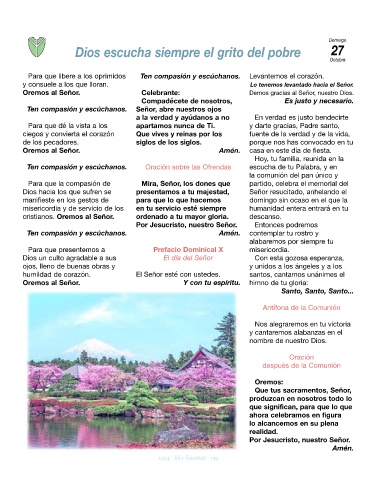 Domingo
27
Octubre
Dios escucha siempre el grito del pobre
Para que libere a los oprimidos
y consuele a los que lloran.
Oremos al Señor.
Ten compasión y escúchanos.
Para que dé la vista a los
ciegos y convierta el corazón
de los pecadores.
Oremos al Señor.
Ten compasión y escúchanos.
Para que la compasión de
Dios hacia los que sufren se
manifieste en los gestos de
misericordia y de servicio de los
cristianos. Oremos al Señor.
Ten compasión y escúchanos.
Para que presentemos a
Dios un culto agradable a sus
ojos, lleno de buenas obras y
humildad de corazón.
Oremos al Señor.
Ten compasión y escúchanos.
Celebrante:
Compadécete de nosotros,
Señor, abre nuestros ojos
a la verdad y ayúdanos a no
apartarnos nunca de Ti.
Que vives y reinas por los
siglos de los siglos.
Amén.
Oración sobre las Ofrendas
Mira, Señor, los dones que
presentamos a tu majestad,
para que lo que hacemos
en tu servicio esté siempre
ordenado a tu mayor gloria.
Por Jesucristo, nuestro Señor.
Amén.
Prefacio Dominical X
El día del Señor
El Señor esté con ustedes.
Y con tu espíritu.
Levantemos el corazón.
Lo tenemos levantado hacia el Señor.
Demos gracias al Señor, nuestro Dios.
Es justo y necesario.
En verdad es justo bendecirte
y darte gracias, Padre santo,
fuente de la verdad y de la vida,
porque nos has convocado en tu
casa en este día de fiesta.
Hoy, tu familia, reunida en la
escucha de tu Palabra, y en
la comunión del pan único y
partido, celebra el memorial del
Señor resucitado, anhelando el
domingo sin ocaso en el que la
humanidad entera entrará en tu
descanso.
Entonces podremos
contemplar tu rostro y
alabaremos por siempre tu
misericordia.
Con esta gozosa esperanza,
y unidos a los ángeles y a los
santos, cantamos unánimes el
himno de tu gloria:
Santo, Santo, Santo...
Antífona de la Comunión
Nos alegraremos en tu victoria
y cantaremos alabanzas en el
nombre de nuestro Dios.
Oración
después de la Comunión
Oremos:
Que tus sacramentos, Señor,
produzcan en nosotros todo lo
que significan, para que lo que
ahora celebramos en figura
lo alcancemos en su plena
realidad.
Por Jesucristo, nuestro Señor.
Amén.